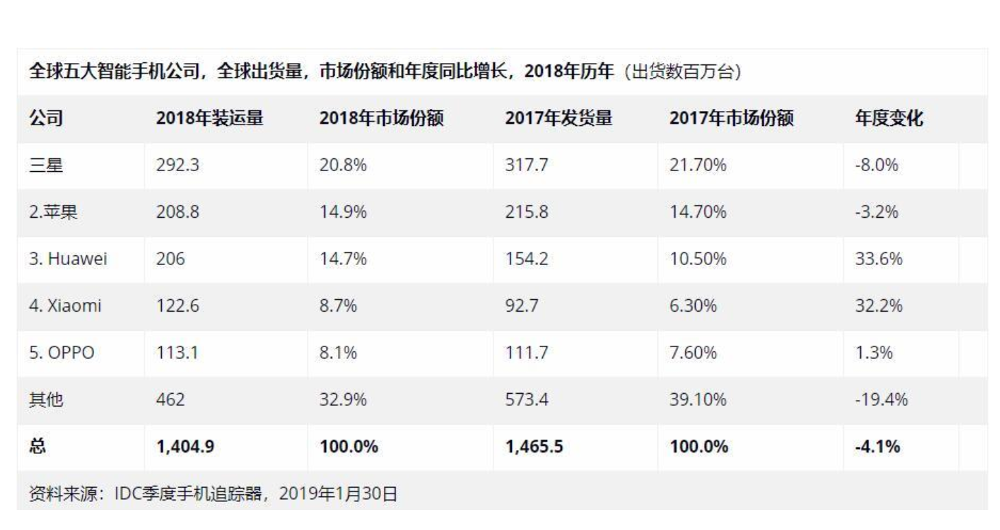 全球五大智能手机公司，全球出货量，市场份额和年度同比增长，2018年历年（出货数百万台）
公司 2018年装运量 2018年市场份额 2017年发货量 2017年市场份额 年度变化
三星 292.3 20.8% 317.7 21.70% -8.0%
2.苹果 208.8 14.9% 215.8 14.70% -3.2%
3. Huawei 206 14.7% 154.2 10.50% 33.6%
4. Xiaomi 122.6 8.7% 92.7 6.30% 32.2%
5. OPPO 113.1 8.1% 111.7 7.60% 1.3%
其他 462 32.9% 573.4 39.10% -19.4%
总 1,404.9 100.0% 1,465.5 100.0% -4.1%
资料来源：IDC季度手机追踪器，2019年1月30日